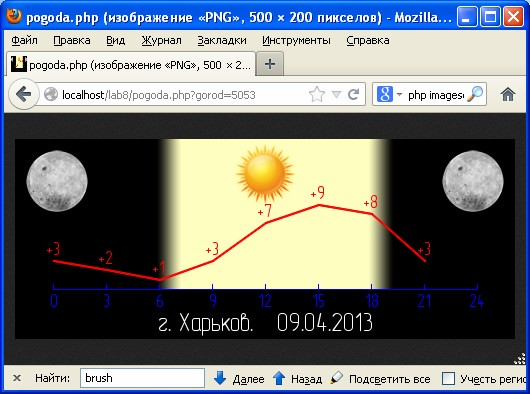 pogoda.php (изображение «PNG», 500 × 200 пикселов) - Mozilla...
Файл Правка Вид Журнал Закладки Инструменты Справка
pogoda.php (изображение «PNG», 500 × 2...
localhost/lab8/pogoda.php?gorod=5053
php images
+3 +2 +1 +3 +7 +9 +8 +3
0 3 6 9 12 15 18 21 24
г. Харьков. 09.04.2013
Найти: brush Далее Назад Подсветить все Учесть реги